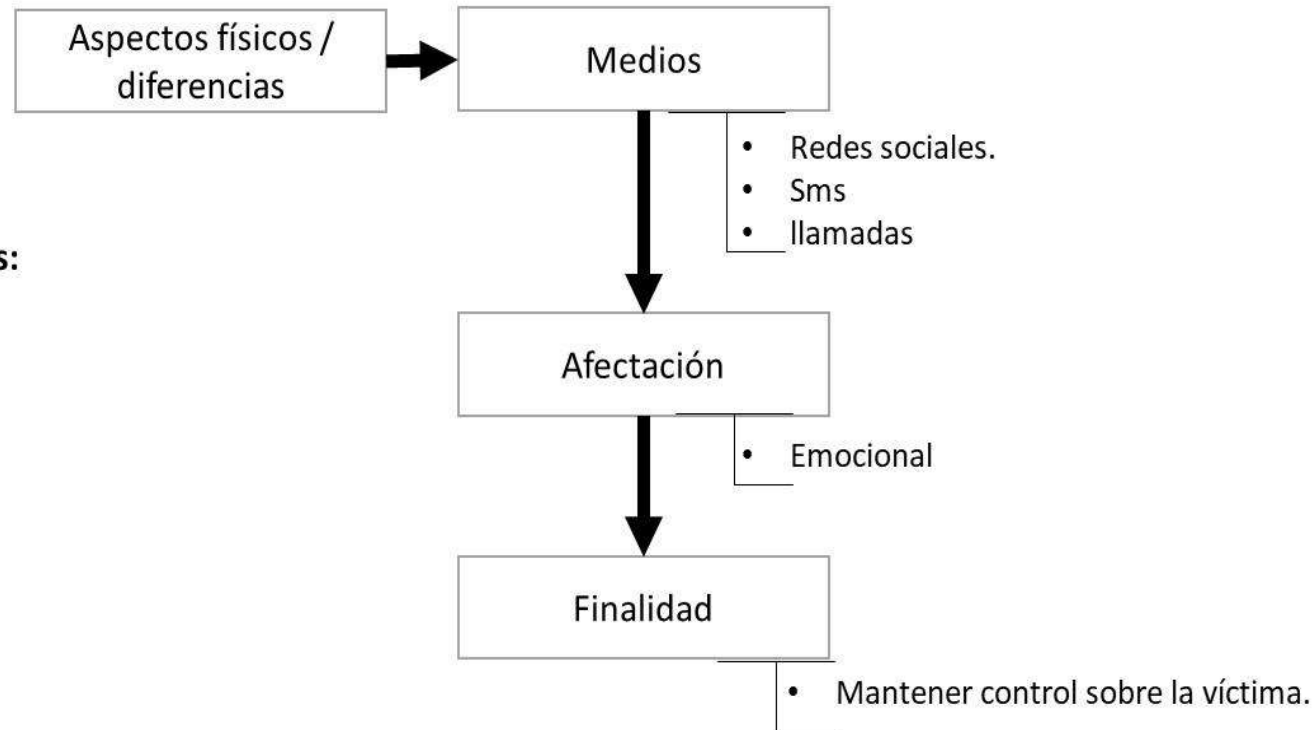 Aspectos físicos /
diferencias
Medios
• Redes sociales.
• Sms
• llamadas
s:
Afectación
• Emocional
Finalidad
• Mantener control sobre la víctima.